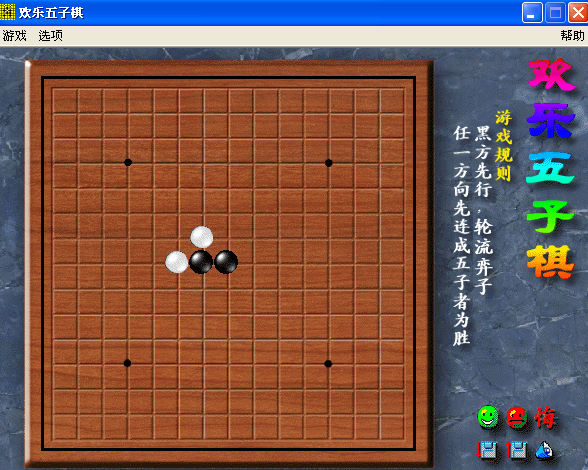 欢乐五子棋
游戏 选项 帮助
欢乐五子棋
游戏规则
黑方先行，轮流弈子
任一方向先连成五子者为胜
悔